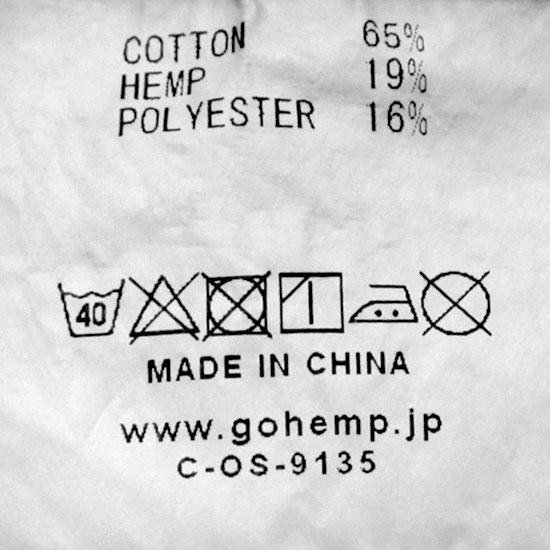 COTTON 65%
HEMP 19%
POLYESTER 16%
40
MADE IN CHINA
www.gohemp.jp
C-OS-9135